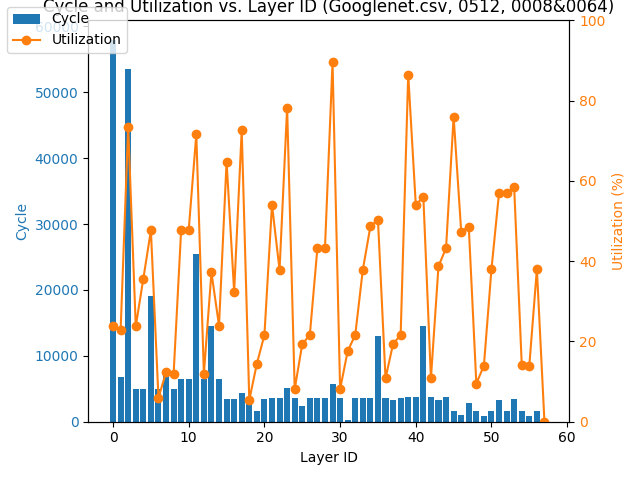 Cycle and Utilization vs. Layer ID (Googlenet.csv, 0512, 0008&0064)
Cycle
Utilization
60000
50000
40000
30000
20000
10000
0
Cycle
100
80
60
40
20
0
Utilization (%)
0 10 20 30 40 50 60
Layer ID